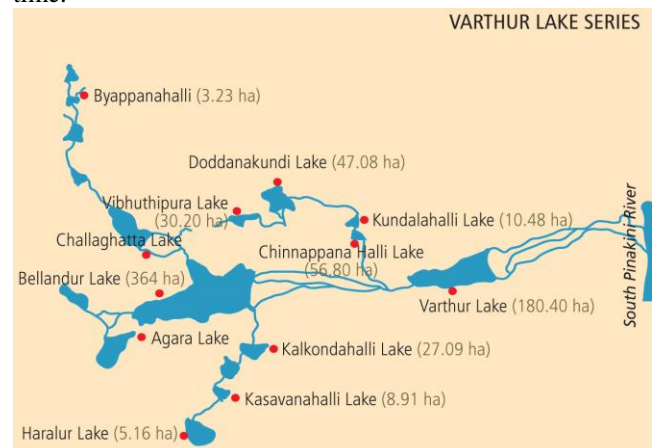 time.
VARTHUR LAKE SERIES
Byappanahalli (3.23 ha)
Doddanakundi Lake (47.08 ha)
Vibhuthipura Lake
(30.20 ha)
Kundalahalli Lake (10.48 ha)
Challaghatta Lake
Chinnappana Halli Lake
(56.80 ha)
Bellandur Lake (364 ha)
Varthur Lake (180.40 ha)
South Pinakini River
Agara Lake
Kalkondahalli Lake (27.09 ha)
Kasavanahalli Lake (8.91 ha)
Haralur Lake (5.16 ha)